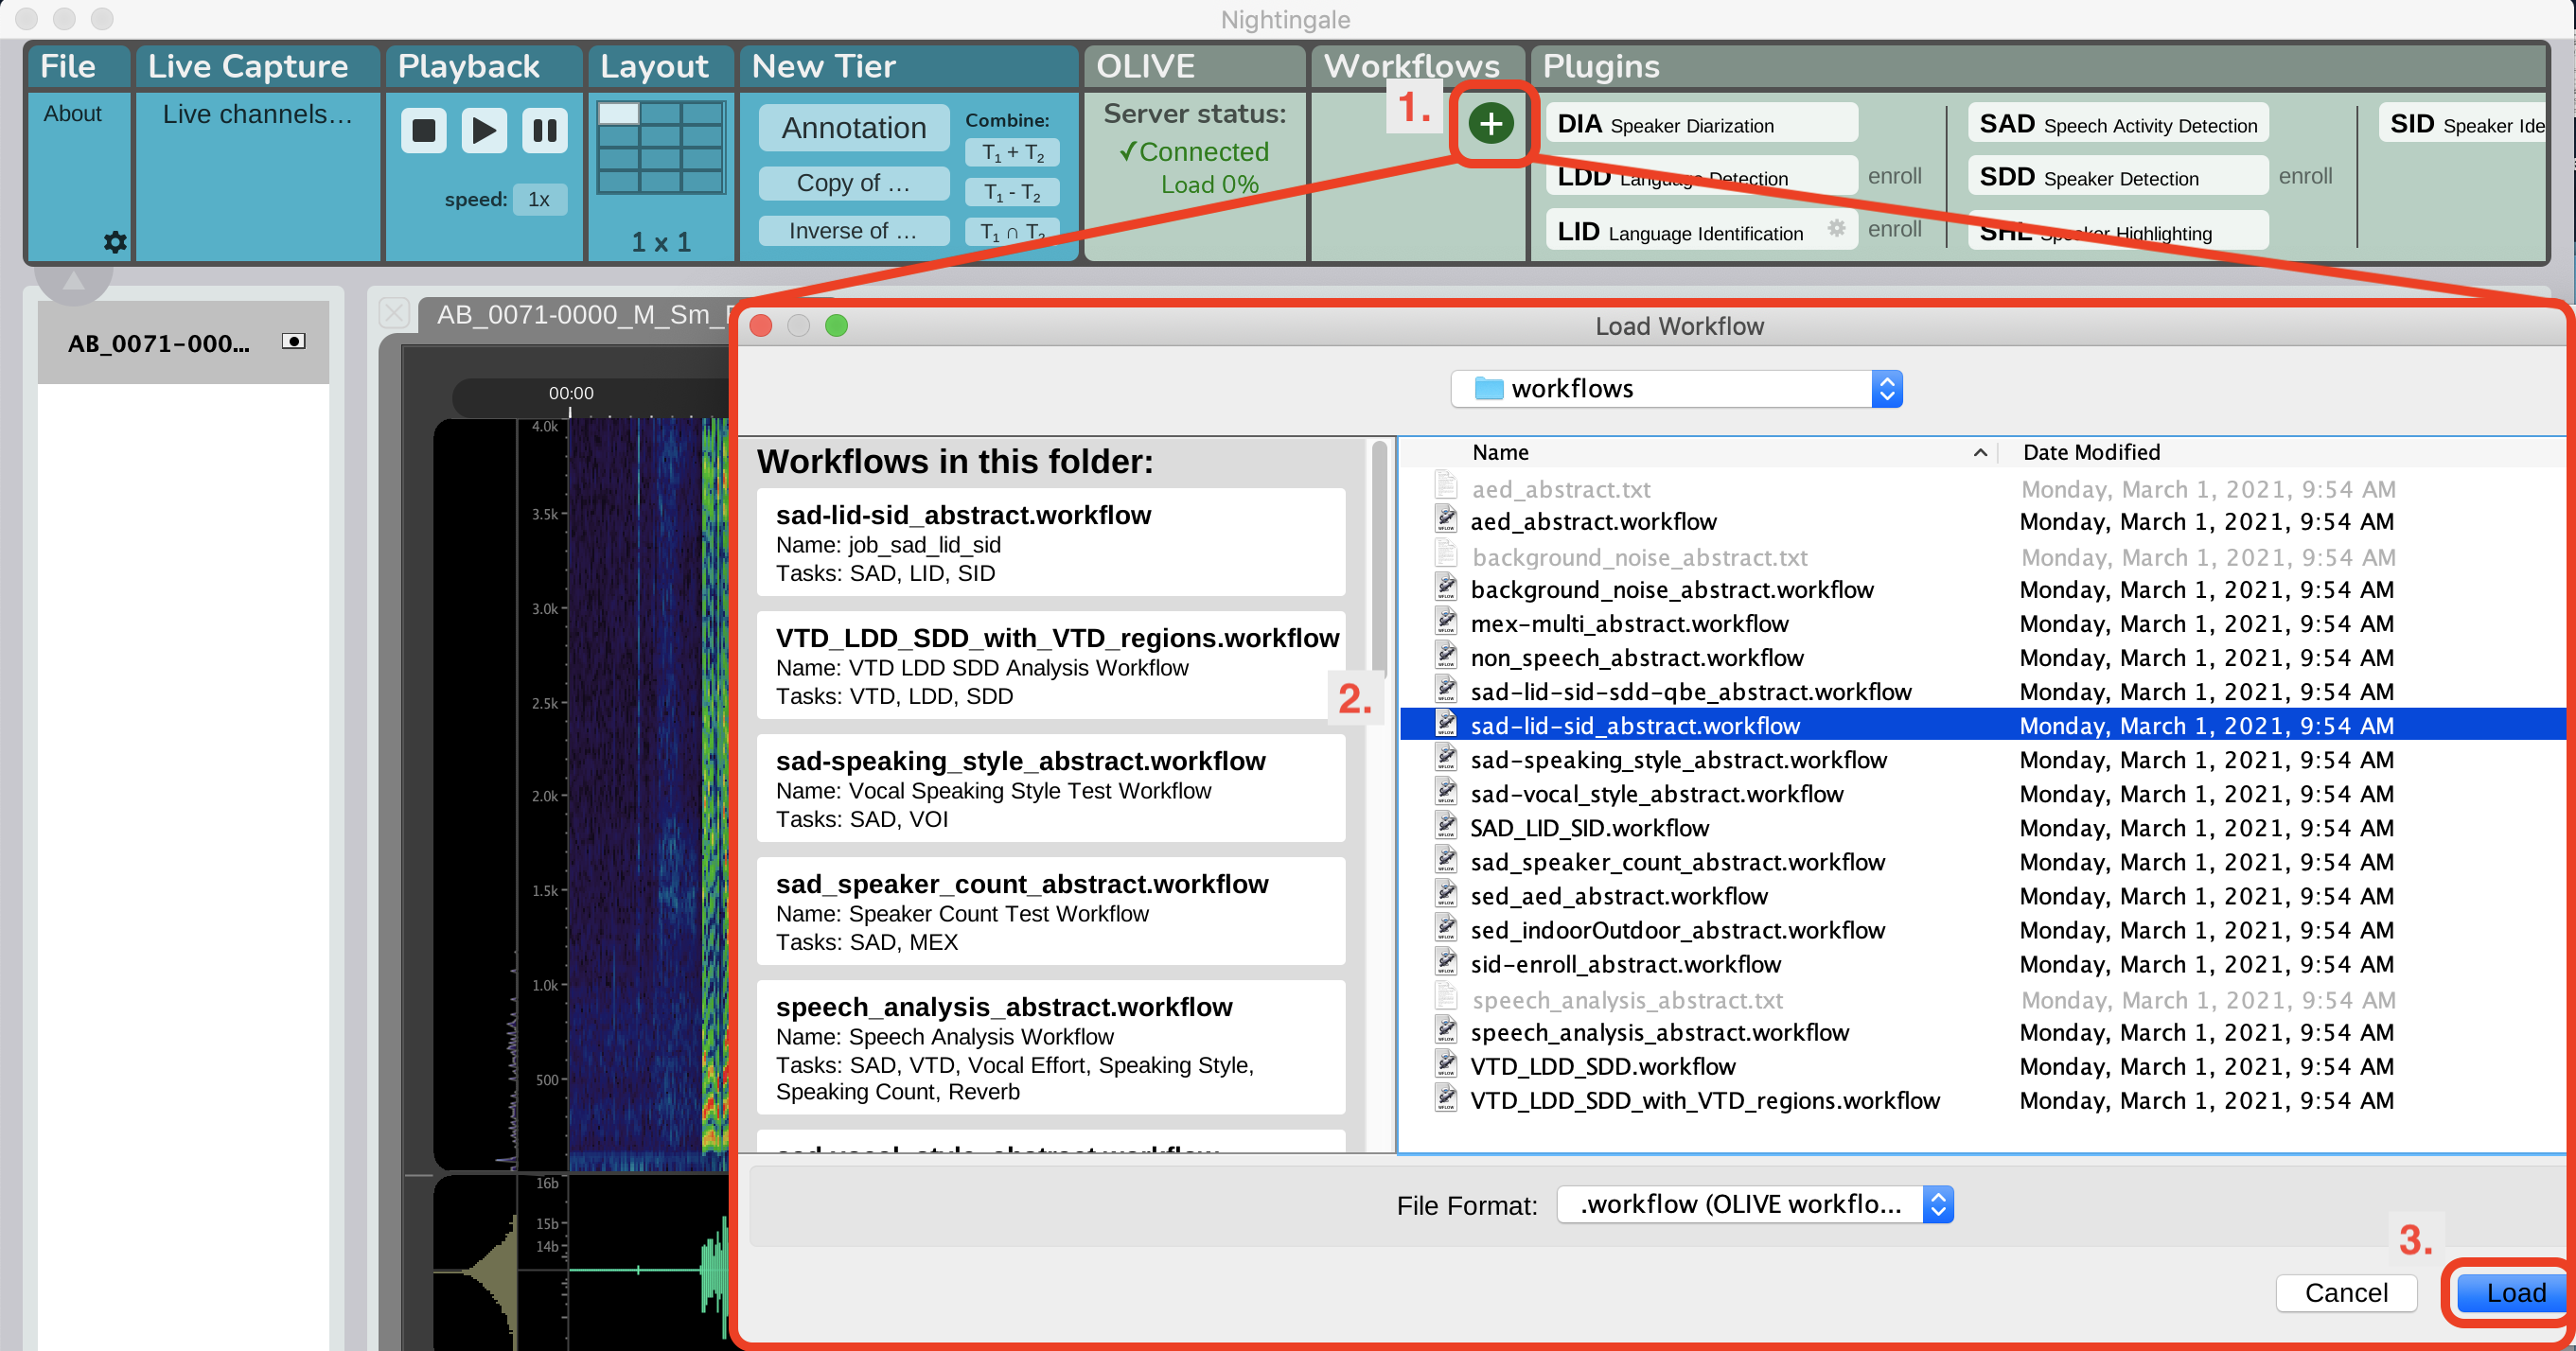 Nightingale
File
Live Capture
Playback
Layout
New Tier
OLIVE
Workflows
Plugins
About
Live channels...
speed: 1x
1 x 1
Annotation
Copy of ...
Inverse of ...
Combine:
T1 + T2
T1 - T2
T1 ∩ T2
Server status:
✓Connected
Load 0%
1.
DIA Speaker Diarization
LDD Language Detection enroll
LID Language Identification enroll
SAD Speech Activity Detection
SDD Speaker Detection enroll
SHL Speaker Highlighting
SID Speaker Ide
AB_0071-000...
AB_0071-0000_M_Sm_
00:00
4.0k
3.5k
3.0k
2.5k
2.0k
1.5k
1.0k
500
16b
15b
14b
Load Workflow
workflows
Workflows in this folder:
sad-lid-sid_abstract.workflow
Name: job_sad_lid_sid
Tasks: SAD, LID, SID
VTD_LDD_SDD_with_VTD_regions.workflow
Name: VTD LDD SDD Analysis Workflow
Tasks: VTD, LDD, SDD
sad-speaking_style_abstract.workflow
Name: Vocal Speaking Style Test Workflow
Tasks: SAD, VOI
sad_speaker_count_abstract.workflow
Name: Speaker Count Test Workflow
Tasks: SAD, MEX
speech_analysis_abstract.workflow
Name: Speech Analysis Workflow
Tasks: SAD, VTD, Vocal Effort, Speaking Style,
Speaking Count, Reverb
2.
Name Date Modified
aed_abstract.txt Monday, March 1, 2021, 9:54 AM
aed_abstract.workflow Monday, March 1, 2021, 9:54 AM
background_noise_abstract.txt Monday, March 1, 2021, 9:54 AM
background_noise_abstract.workflow Monday, March 1, 2021, 9:54 AM
mex-multi_abstract.workflow Monday, March 1, 2021, 9:54 AM
non_speech_abstract.workflow Monday, March 1, 2021, 9:54 AM
sad-lid-sid-sdd-qbe_abstract.workflow Monday, March 1, 2021, 9:54 AM
sad-lid-sid_abstract.workflow Monday, March 1, 2021, 9:54 AM
sad-speaking_style_abstract.workflow Monday, March 1, 2021, 9:54 AM
sad-vocal_style_abstract.workflow Monday, March 1, 2021, 9:54 AM
SAD_LID_SID.workflow Monday, March 1, 2021, 9:54 AM
sad_speaker_count_abstract.workflow Monday, March 1, 2021, 9:54 AM
sed_aed_abstract.workflow Monday, March 1, 2021, 9:54 AM
sed_indoorOutdoor_abstract.workflow Monday, March 1, 2021, 9:54 AM
sid-enroll_abstract.workflow Monday, March 1, 2021, 9:54 AM
speech_analysis_abstract.txt Monday, March 1, 2021, 9:54 AM
speech_analysis_abstract.workflow Monday, March 1, 2021, 9:54 AM
VTD_LDD_SDD.workflow Monday, March 1, 2021, 9:54 AM
VTD_LDD_SDD_with_VTD_regions.workflow Monday, March 1, 2021, 9:54 AM
File Format: .workflow (OLIVE workflo...
3.
Cancel
Load